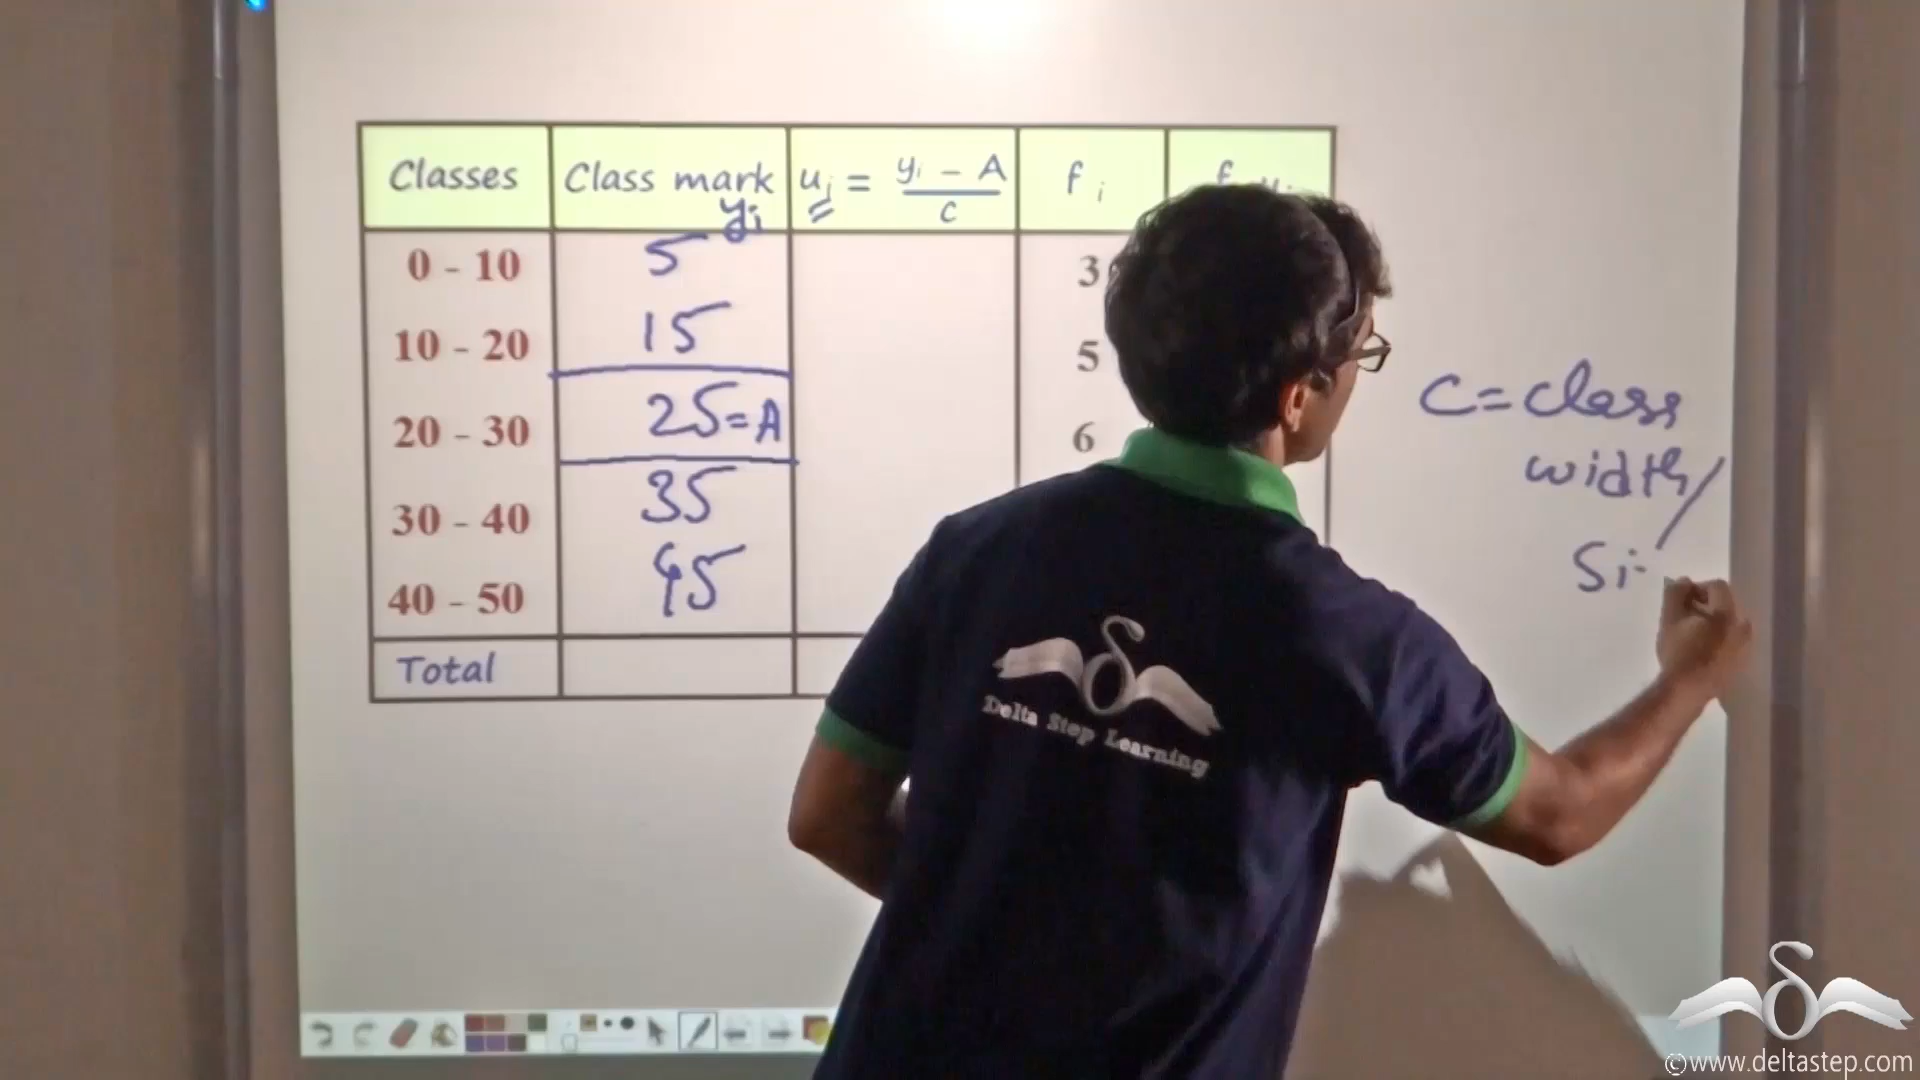 Classes Class mark yi ui = yi - A / c f i
0 - 10 5 3
10 - 20 15 5
20 - 30 25 = A 6
30 - 40 35
40 - 50 45
Total
C = class
width/
Si
Delta Step Learning
©www.deltastep.com